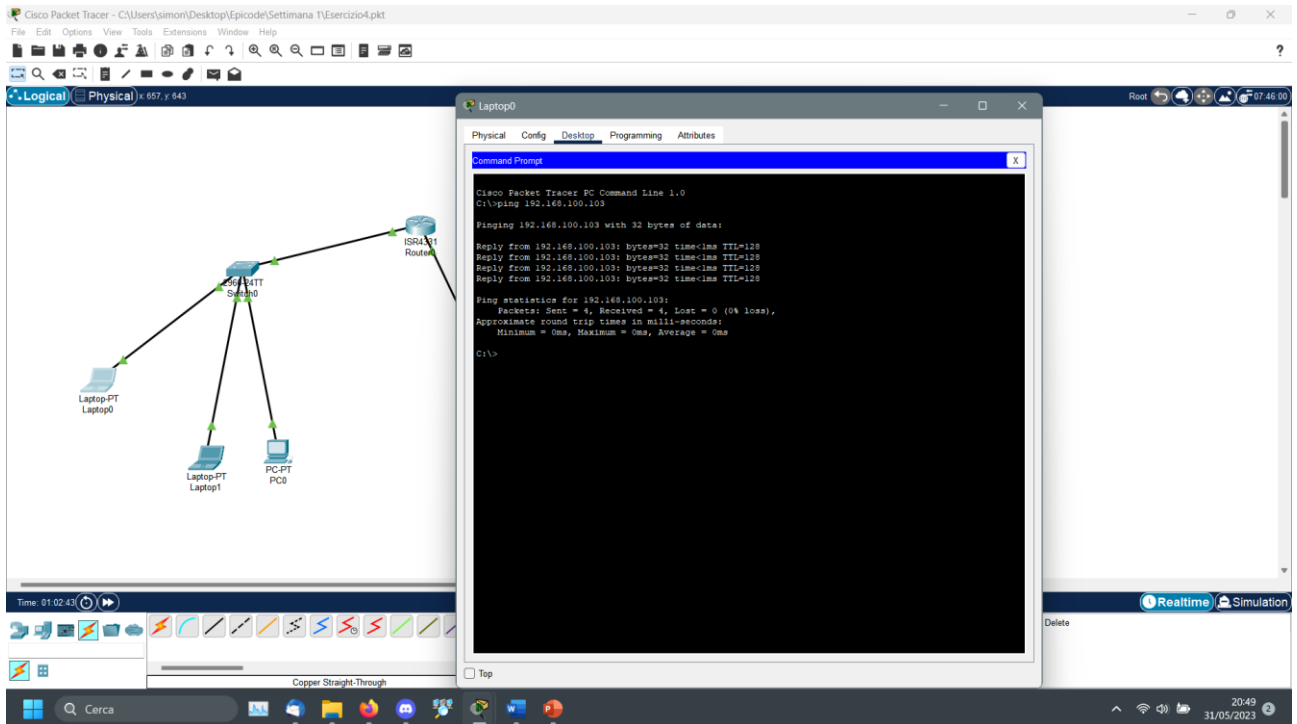 Cisco Packet Tracer - C:\Users\simon\Desktop\Epicode\Settimana 1\Esercizio4.pkt
File Edit Options View Tools Extensions Window Help
?
Logical Physical x: 657, y: 643
Root 07:46:00
ISR4331
Router0
2960-24TT
Switch0
Laptop-PT
Laptop0
Laptop-PT
Laptop1
PC-PT
PC0
Laptop0
Physical Config Desktop Programming Attributes
Command Prompt
X
Cisco Packet Tracer PC Command Line 1.0
C:\>ping 192.168.100.103
Pinging 192.168.100.103 with 32 bytes of data:
Reply from 192.168.100.103: bytes=32 time<1ms TTL=128
Reply from 192.168.100.103: bytes=32 time<1ms TTL=128
Reply from 192.168.100.103: bytes=32 time<1ms TTL=128
Reply from 192.168.100.103: bytes=32 time<1ms TTL=128
Ping statistics for 192.168.100.103:
Packets: Sent = 4, Received = 4, Lost = 0 (0% loss),
Approximate round trip times in milli-seconds:
Minimum = 0ms, Maximum = 0ms, Average = 0ms
C:\>
Top
Time: 01:02:43
Realtime Simulation
Delete
Copper Straight-Through
Cerca
20:49
31/05/2023
2